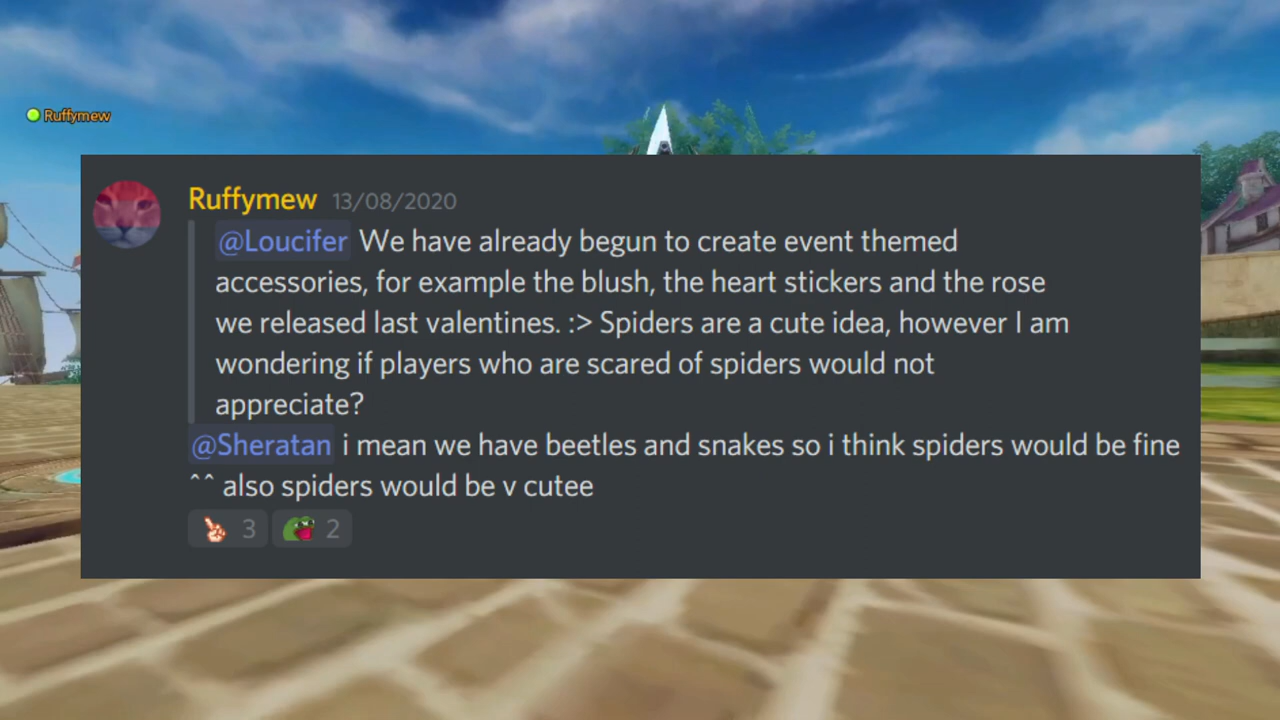 Ruffymew
Ruffymew 13/08/2020
@Loucifer We have already begun to create event themed
accessories, for example the blush, the heart stickers and the rose
we released last valentines. :> Spiders are a cute idea, however I am
wondering if players who are scared of spiders would not
appreciate?
@Sheratan i mean we have beetles and snakes so i think spiders would be fine
^^ also spiders would be v cutee
3 2